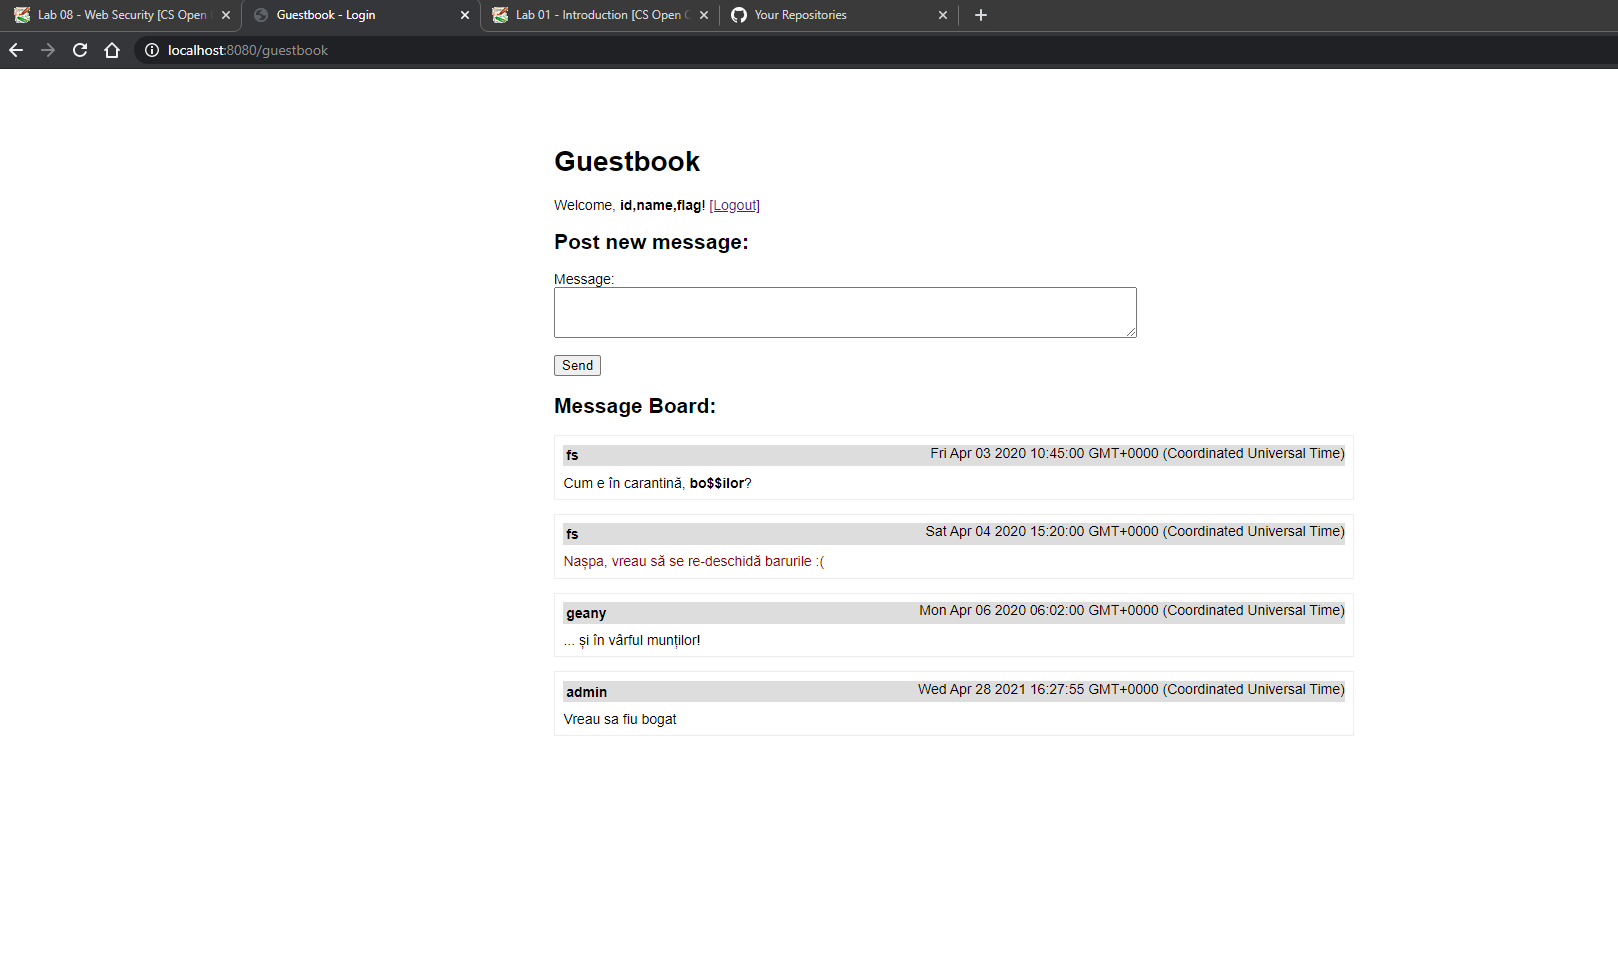 Lab 08 - Web Security [CS Open
Guestbook - Login
Lab 01 - Introduction [CS Open
Your Repositories
localhost:8080/guestbook
Guestbook
Welcome, id,name,flag! [Logout]
Post new message:
Message:
Send
Message Board:
fs Fri Apr 03 2020 10:45:00 GMT+0000 (Coordinated Universal Time)
Cum e în carantină, bo$$ilor?
fs Sat Apr 04 2020 15:20:00 GMT+0000 (Coordinated Universal Time)
Nașpa, vreau să se re-deschidă barurile :(
geany Mon Apr 06 2020 06:02:00 GMT+0000 (Coordinated Universal Time)
... și în vârful munților!
admin Wed Apr 28 2021 16:27:55 GMT+0000 (Coordinated Universal Time)
Vreau sa fiu bogat